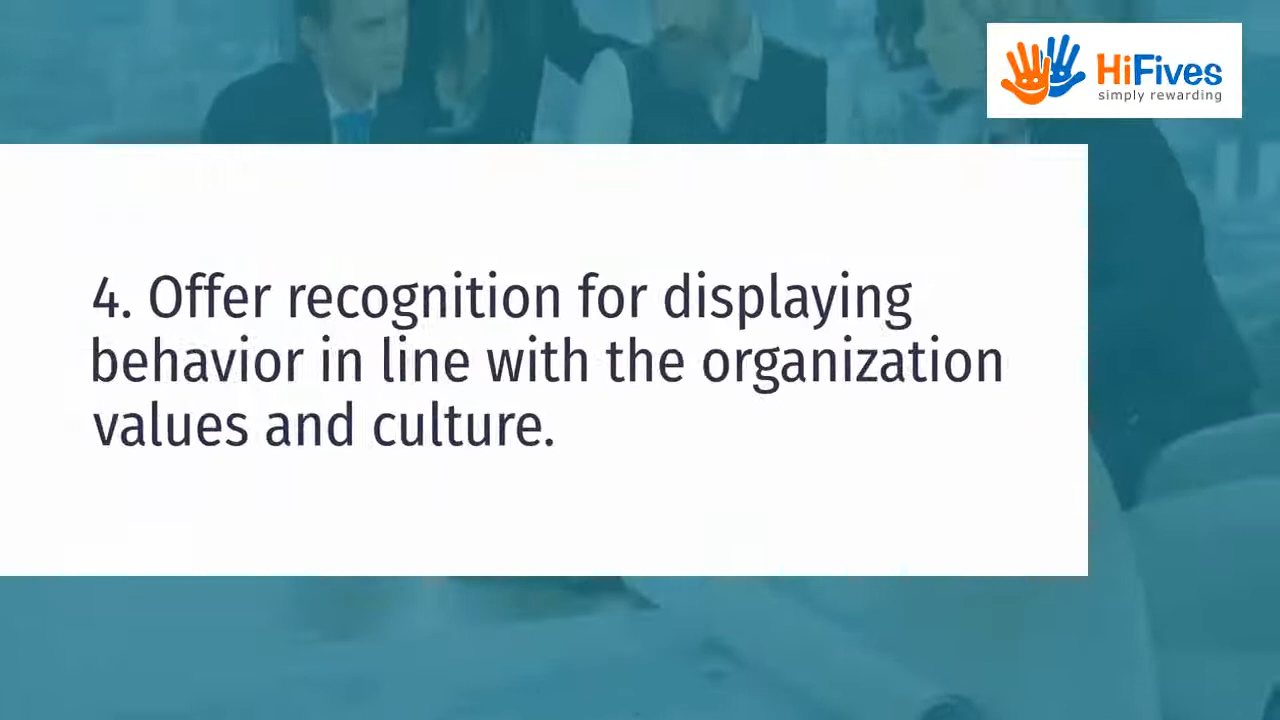 HiFives
simply rewarding
4. Offer recognition for displaying
behavior in line with the organization
values and culture.